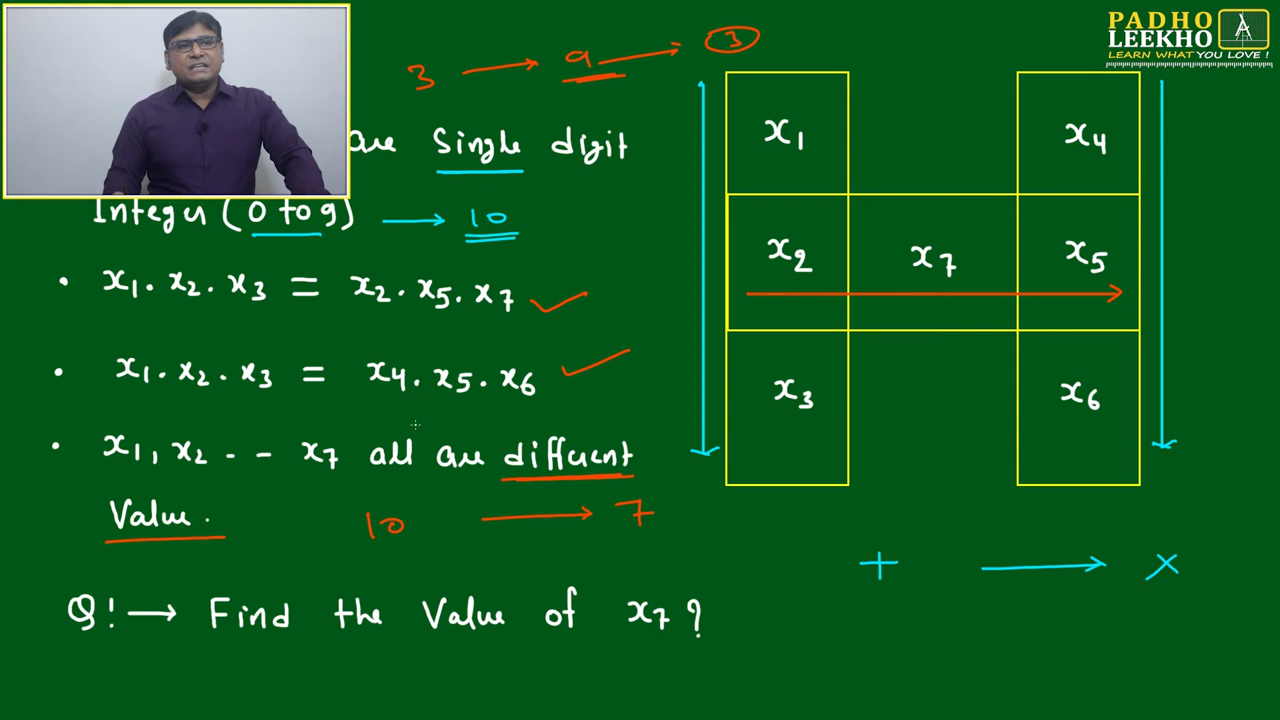 PADHO
LEEKHO
LEARN WHAT YOU LOVE !
3 → 9 → 3
are Single digit
Integer (0 to 9) → 10
• x1 . x2 . x3 = x2 . x5 . x7 ✓
• x1 . x2 . x3 = x4 . x5 . x6 ✓
• x1, x2 - - x7 all are different
Value.
10 → 7
Q! → Find the Value of x7 ?
x1 x4
x2 x7 x5
x3 x6
+ → ×